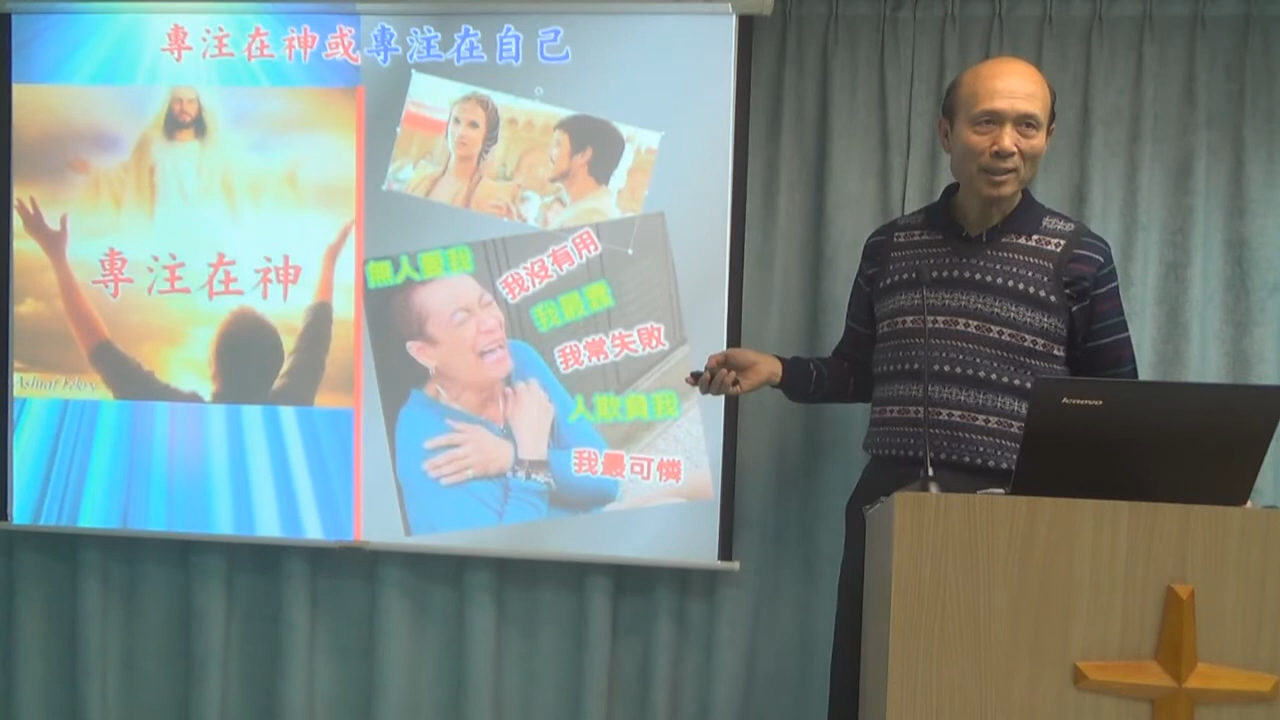 專注在神或專注在自己
專注在神
無人愛我
我沒有用
我最蠢
我常失敗
人欺負我
我最可憐
lenovo